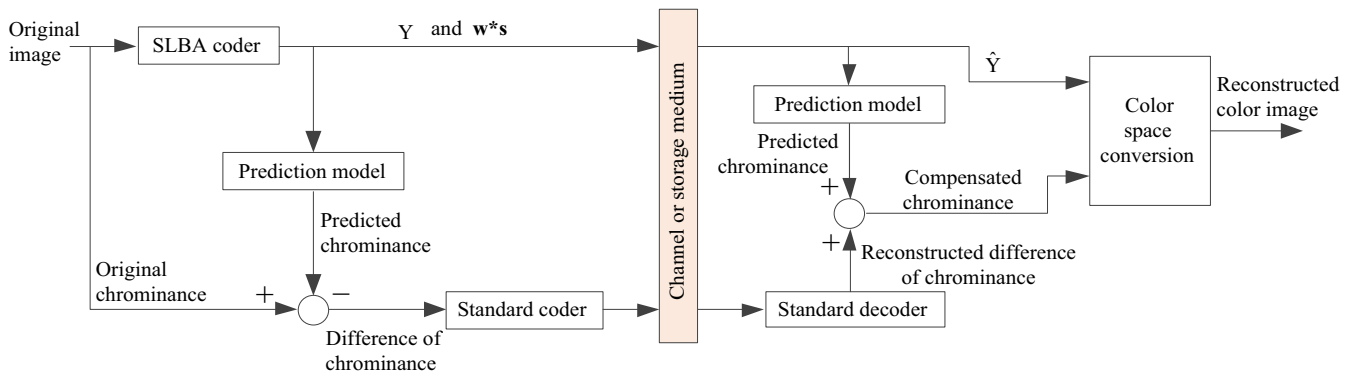 Original
image
SLBA coder
Y and w*s
Prediction model
Predicted
chrominance
Original
chrominance
+
−
Difference of
chrominance
Standard coder
Channel or storage medium
Ŷ
Prediction model
Predicted
chrominance
+
+
Compensated
chrominance
Reconstructed difference
of chrominance
Standard decoder
Color
space
conversion
Reconstructed
color image